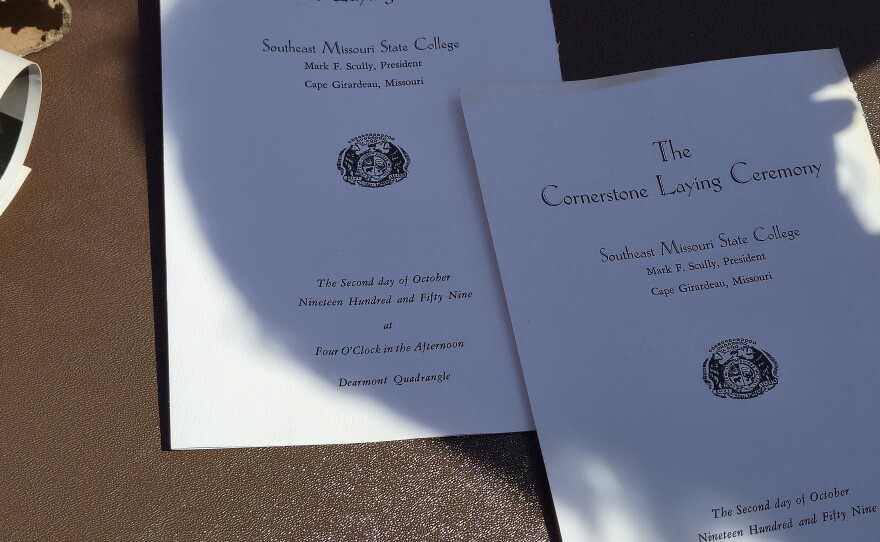 Laying
Southeast Missouri State College
Mark F. Scully, President
Cape Girardeau, Missouri
The Second day of October
Nineteen Hundred and Fifty Nine
at
Four O'Clock in the Afternoon
Dearmont Quadrangle
The
Cornerstone Laying Ceremony
Southeast Missouri State College
Mark F. Scully, President
Cape Girardeau, Missouri
The Second day of October
Nineteen Hundred and Fifty Nine